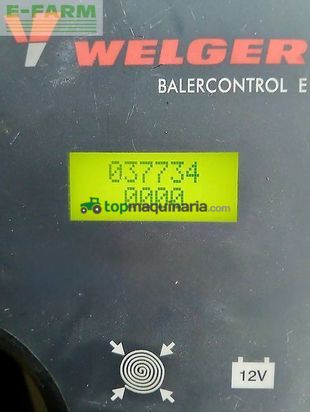 E-FARM
WELGER
BALERCONTROL E
037734
0000
topmaquinaria.com
12V